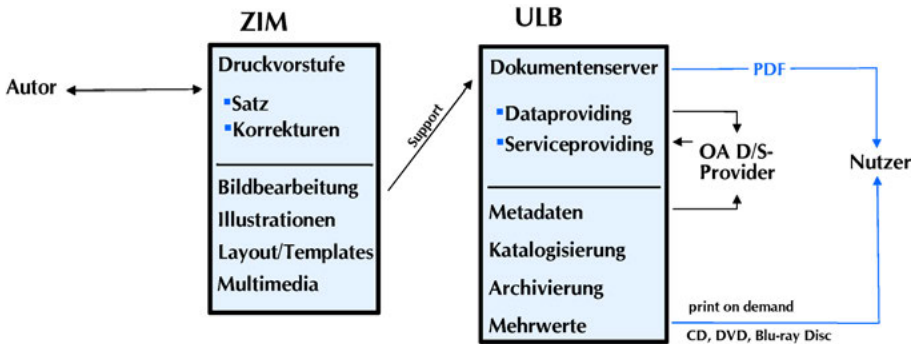 ZIM
ULB
Autor
Druckvorstufe
Satz
Korrekturen
Bildbearbeitung
Illustrationen
Layout/Templates
Multimedia
Support
Dokumentenserver
Dataproviding
Serviceproviding
Metadaten
Katalogisierung
Archivierung
Mehrwerte
PDF
OA D/S-
Provider
Nutzer
print on demand
CD, DVD, Blu-ray Disc